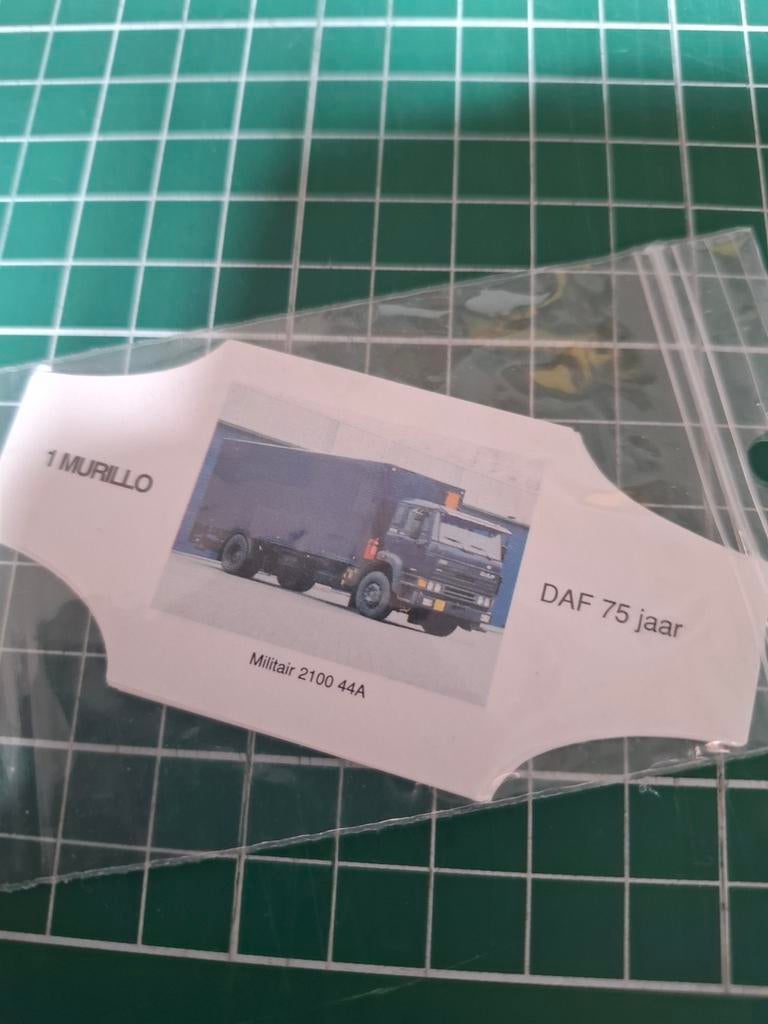 1 MURILLO
DAF 75 jaar
Militair 2100 44A